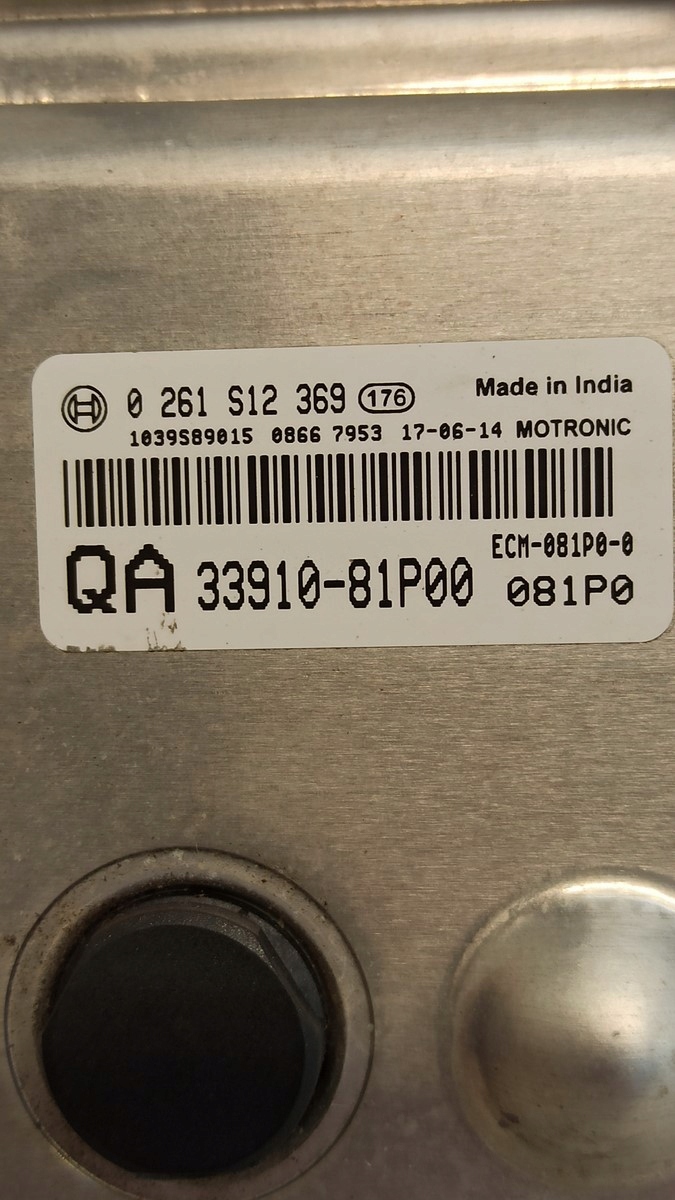 0 261 S12 369 176 Made in India
1039S89015 0866 7953 17-06-14 MOTRONIC
ECM-081P0-0
QA 33910-81P00 081P0